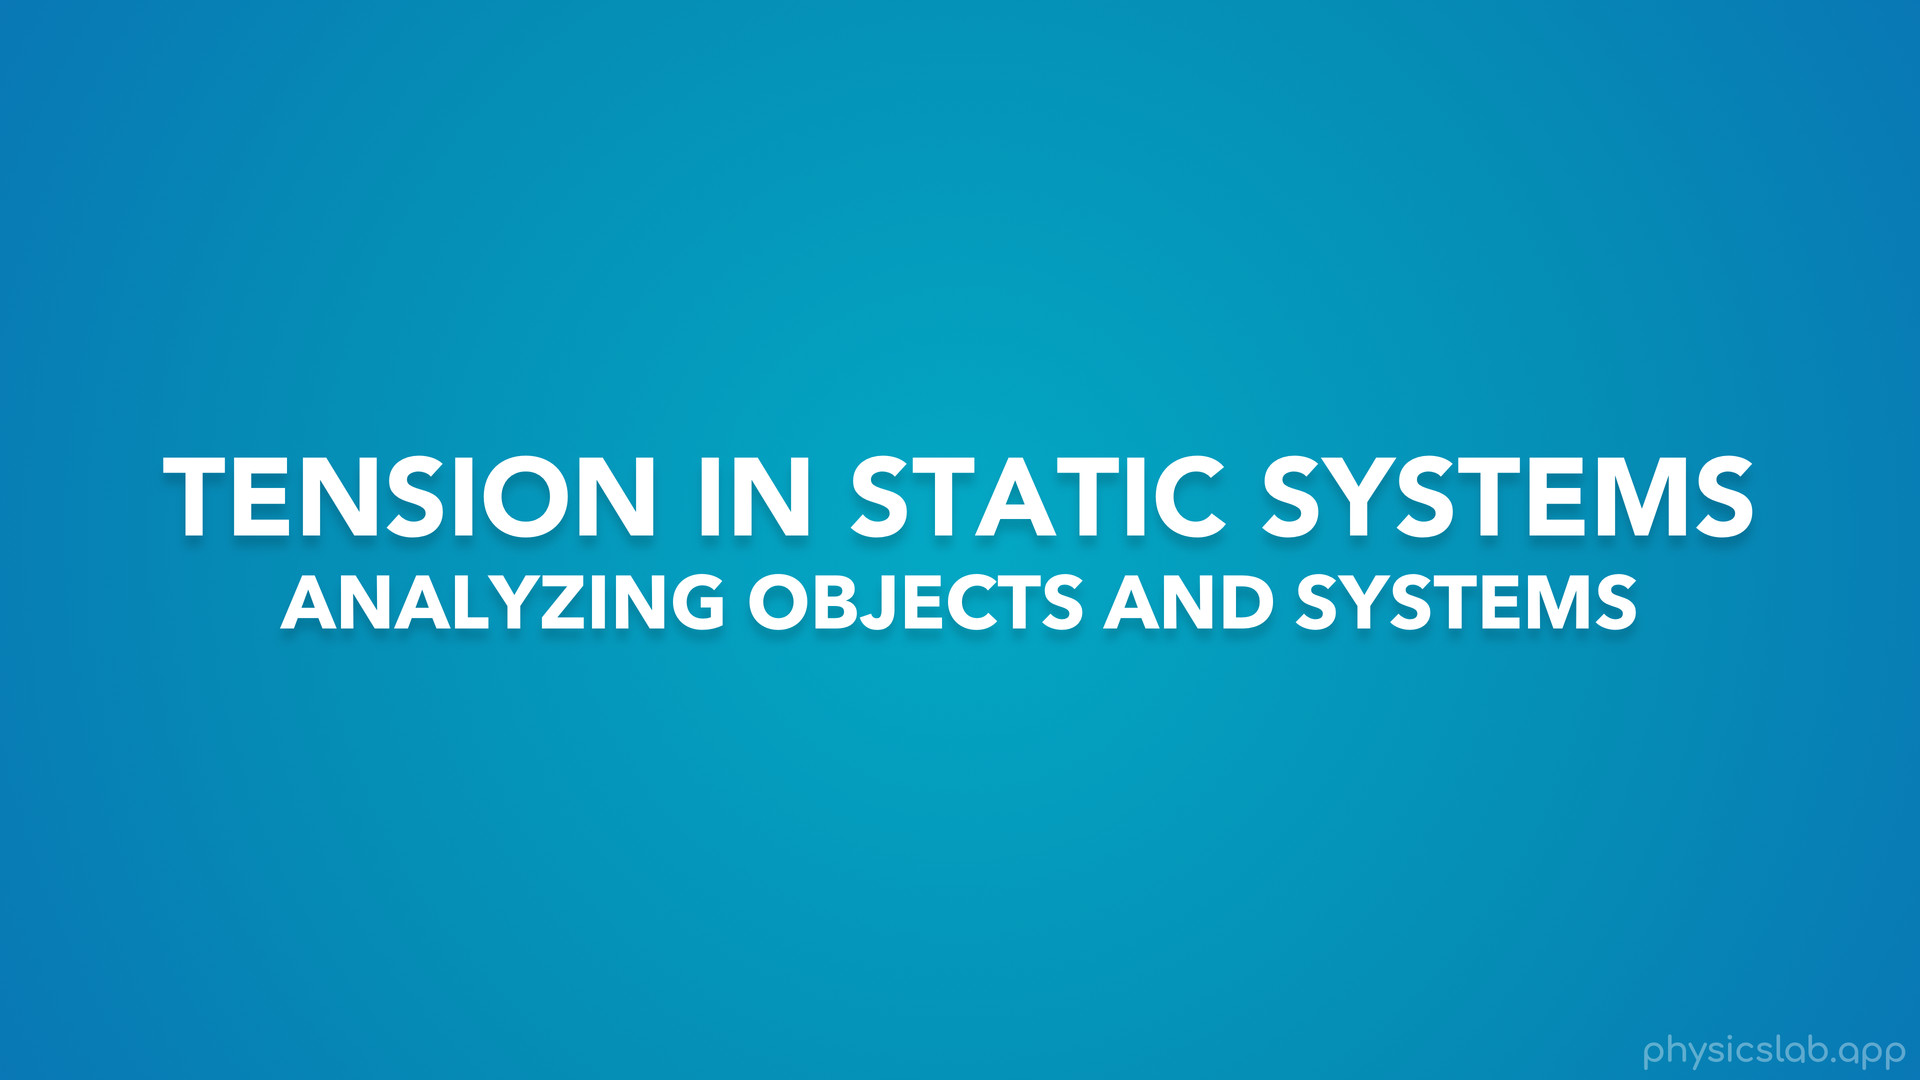 TENSION IN STATIC SYSTEMS
ANALYZING OBJECTS AND SYSTEMS
physicslab.app